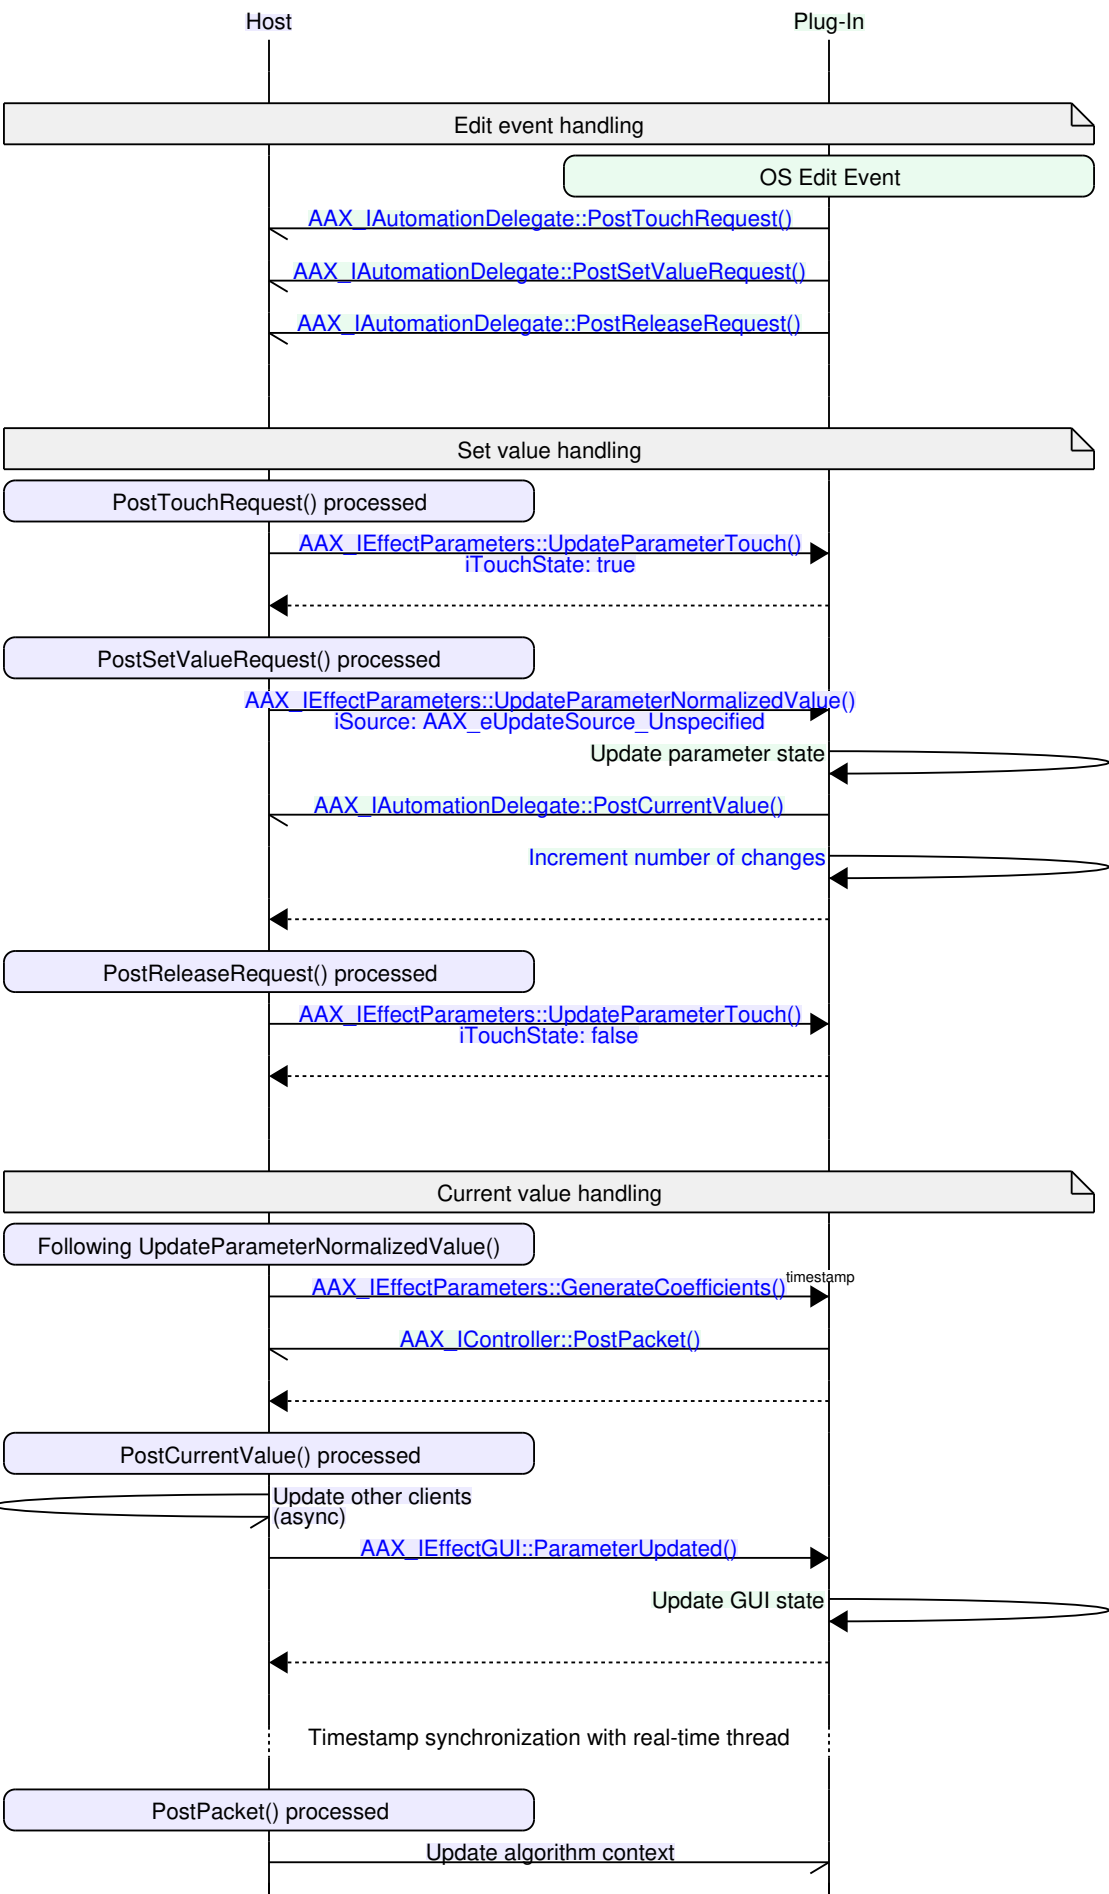 Host
Plug-In
Edit event handling
OS Edit Event
AAX_IAutomationDelegate::PostTouchRequest()
AAX_IAutomationDelegate::PostSetValueRequest()
AAX_IAutomationDelegate::PostReleaseRequest()
Set value handling
PostTouchRequest() processed
AAX_IEffectParameters::UpdateParameterTouch()
iTouchState: true
PostSetValueRequest() processed
AAX_IEffectParameters::UpdateParameterNormalizedValue()
iSource: AAX_eUpdateSource_Unspecified
Update parameter state
AAX_IAutomationDelegate::PostCurrentValue()
Increment number of changes
PostReleaseRequest() processed
AAX_IEffectParameters::UpdateParameterTouch()
iTouchState: false
Current value handling
Following UpdateParameterNormalizedValue()
AAX_IEffectParameters::GenerateCoefficients() timestamp
AAX_IController::PostPacket()
PostCurrentValue() processed
Update other clients
(async)
AAX_IEffectGUI::ParameterUpdated()
Update GUI state
Timestamp synchronization with real-time thread
PostPacket() processed
Update algorithm context